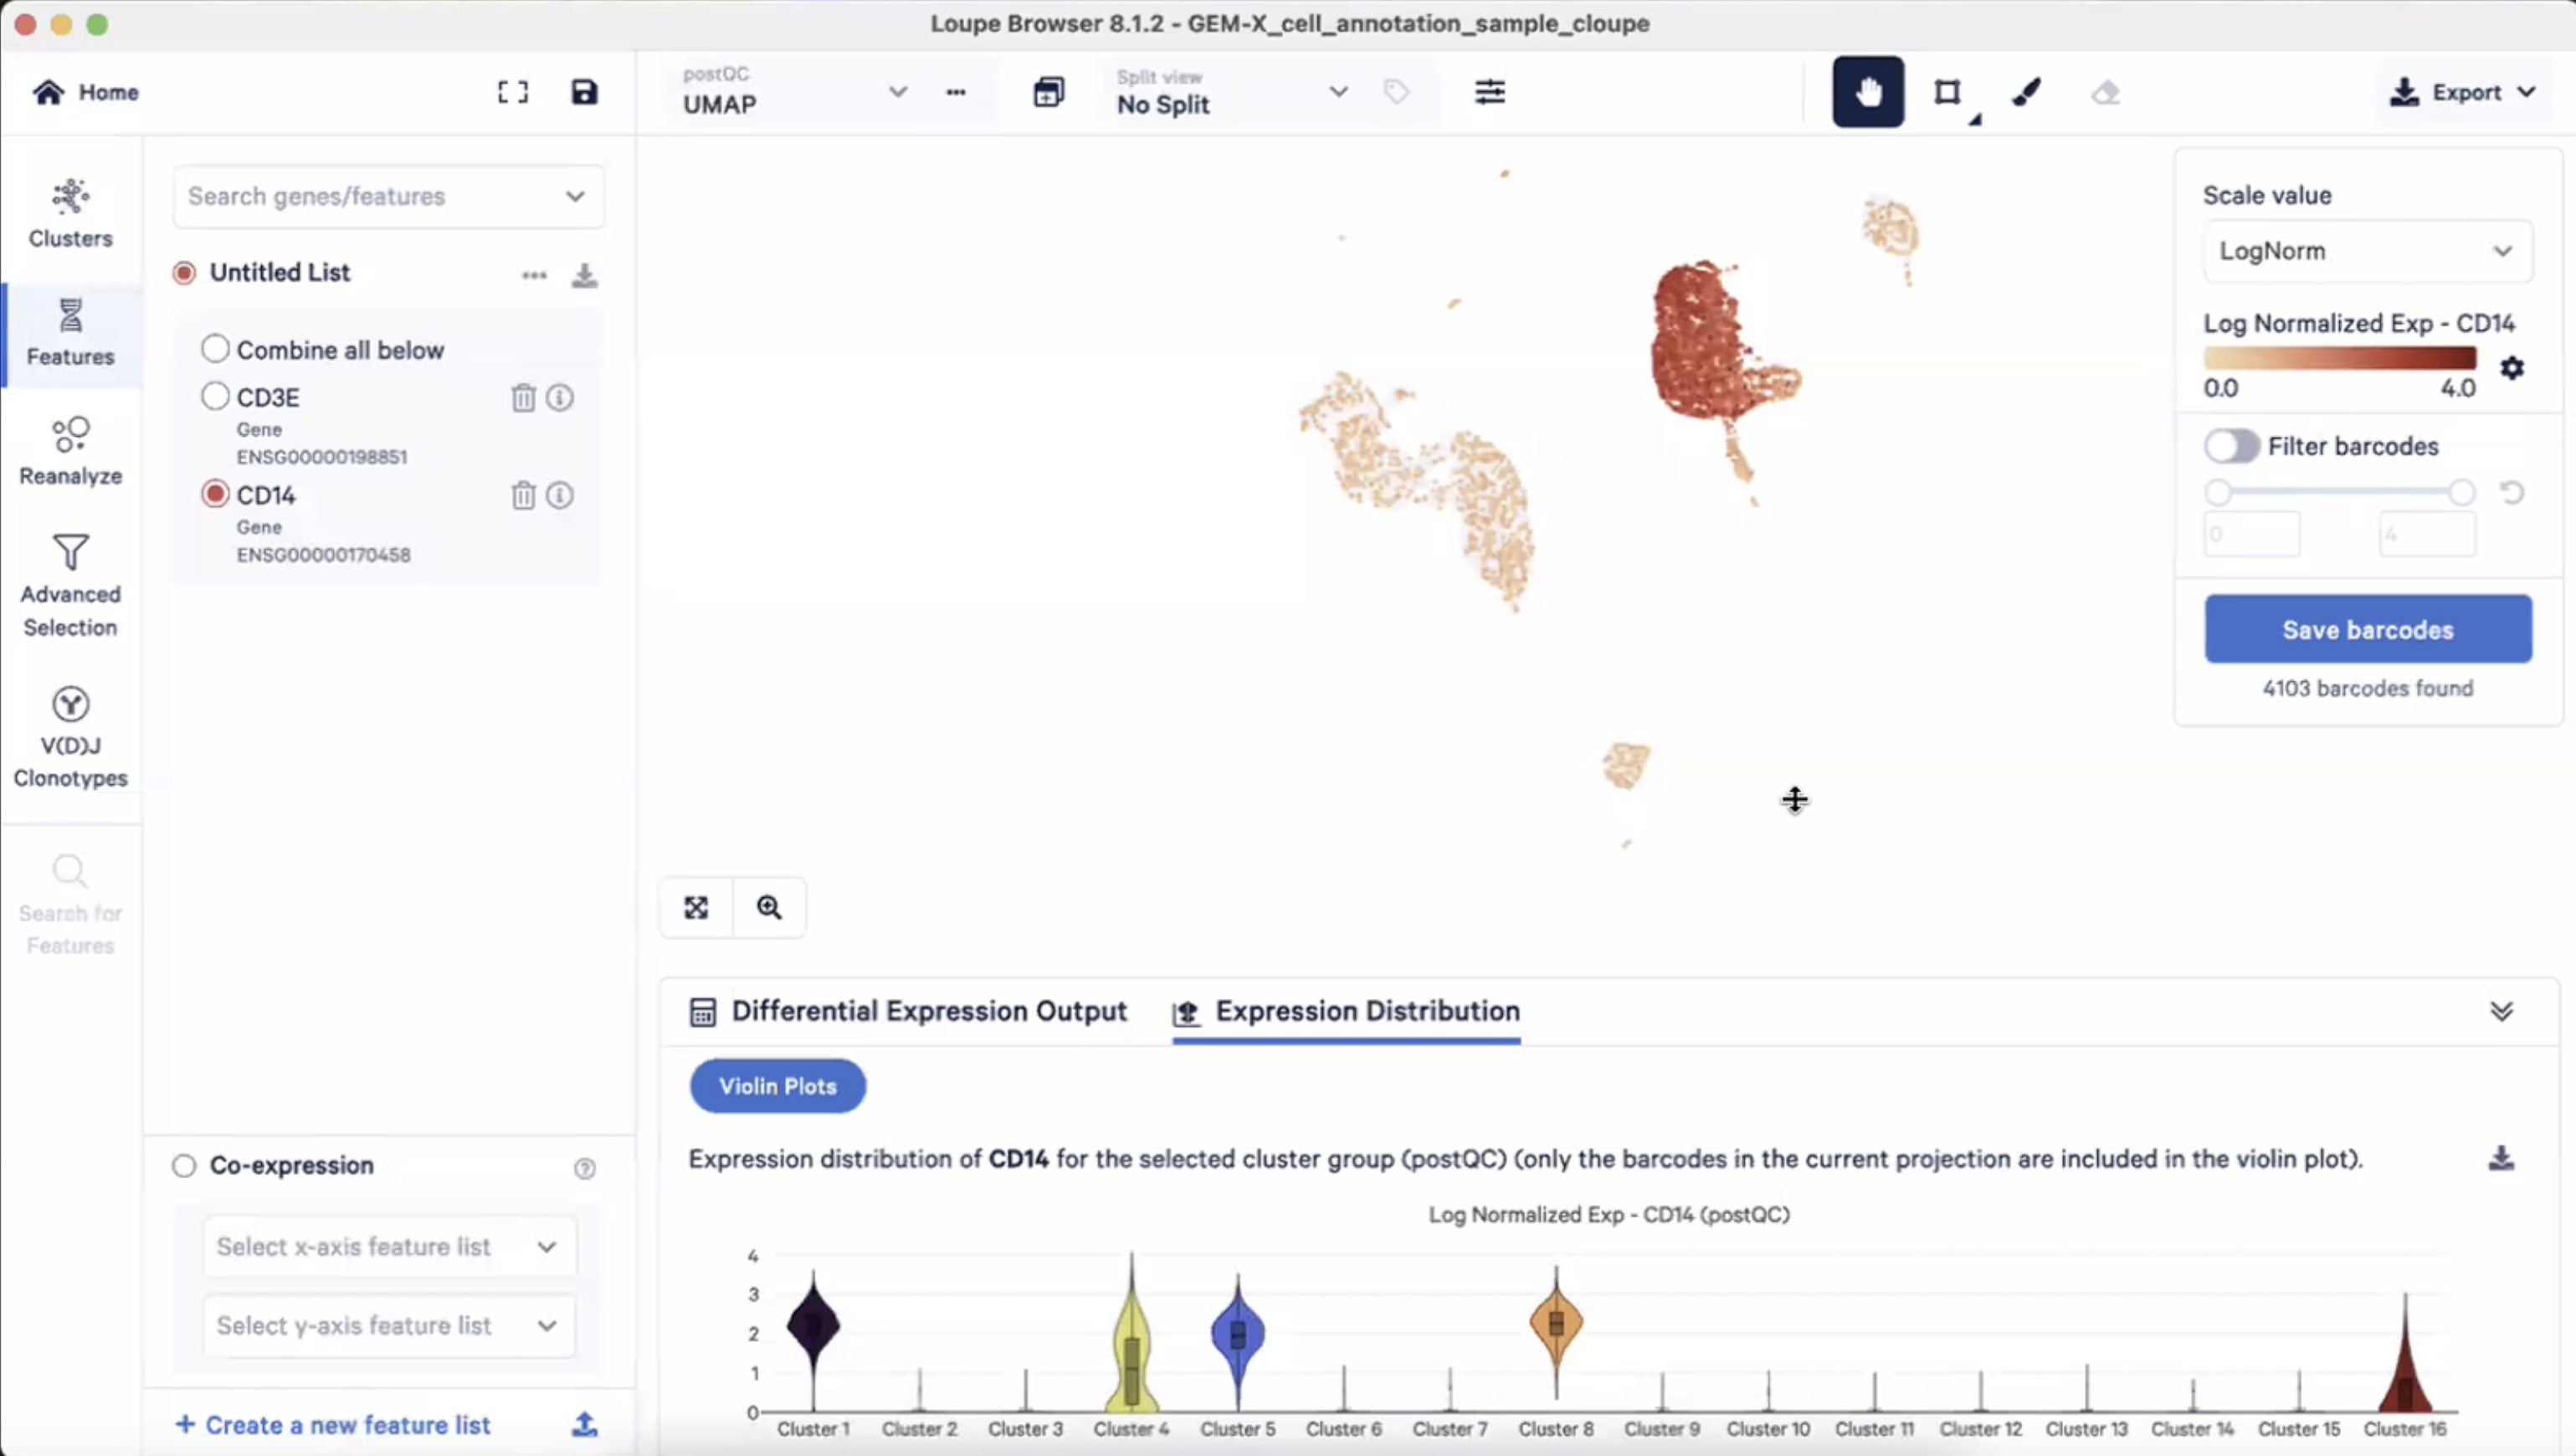 Loupe Browser 8.1.2 - GEM-X_cell_annotation_sample_cloupe
Home
postQC
UMAP
Split view
No Split
Export
Clusters
Features
Reanalyze
Advanced
Selection
V(D)J
Clonotypes
Search for
Features
Search genes/features
Untitled List
Combine all below
CD3E
Gene
ENSG00000198851
CD14
Gene
ENSG00000170458
Co-expression
Select x-axis feature list
Select y-axis feature list
+ Create a new feature list
Scale value
LogNorm
Log Normalized Exp - CD14
0.0 4.0
Filter barcodes
0 4
Save barcodes
4103 barcodes found
Differential Expression Output Expression Distribution
Violin Plots
Expression distribution of CD14 for the selected cluster group (postQC) (only the barcodes in the current projection are included in the violin plot).
Log Normalized Exp - CD14 (postQC)
4
3
2
1
0
Cluster 1 Cluster 2 Cluster 3 Cluster 4 Cluster 5 Cluster 6 Cluster 7 Cluster 8 Cluster 9 Cluster 10 Cluster 11 Cluster 12 Cluster 13 Cluster 14 Cluster 15 Cluster 16